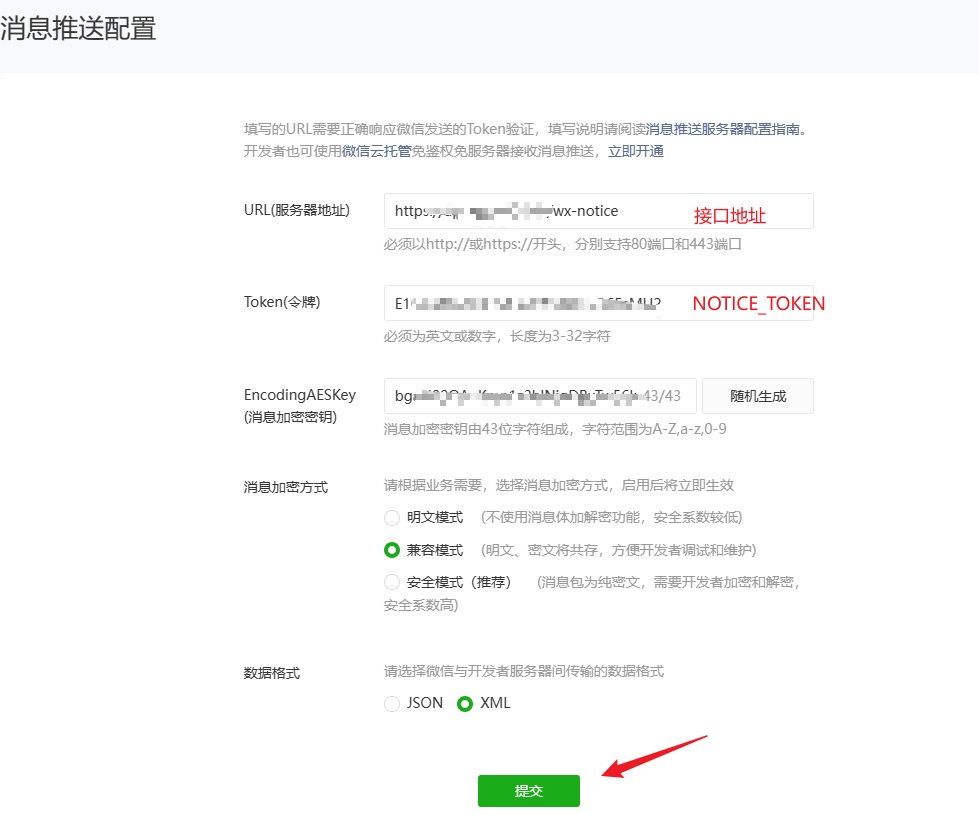 消息推送配置
填写的URL需要正确响应微信发送的Token验证，填写说明请阅读消息推送服务器配置指南。
开发者也可使用微信云托管免鉴权免服务器接收消息推送，立即开通
URL(服务器地址)
/wx-notice
接口地址
必须以http://或https://开头，分别支持80端口和443端口
Token(令牌)
NOTICE_TOKEN
必须为英文或数字，长度为3-32字符
EncodingAESKey
(消息加密密钥)
43/43
随机生成
消息加密密钥由43位字符组成，字符范围为A-Z,a-z,0-9
消息加密方式
请根据业务需要，选择消息加密方式，启用后将立即生效
明文模式 (不使用消息体加解密功能，安全系数较低)
兼容模式 (明文、密文将共存，方便开发者调试和维护)
安全模式（推荐） (消息包为纯密文，需要开发者加密和解密，
安全系数高)
数据格式
请选择微信与开发者服务器间传输的数据格式
JSON XML
提交